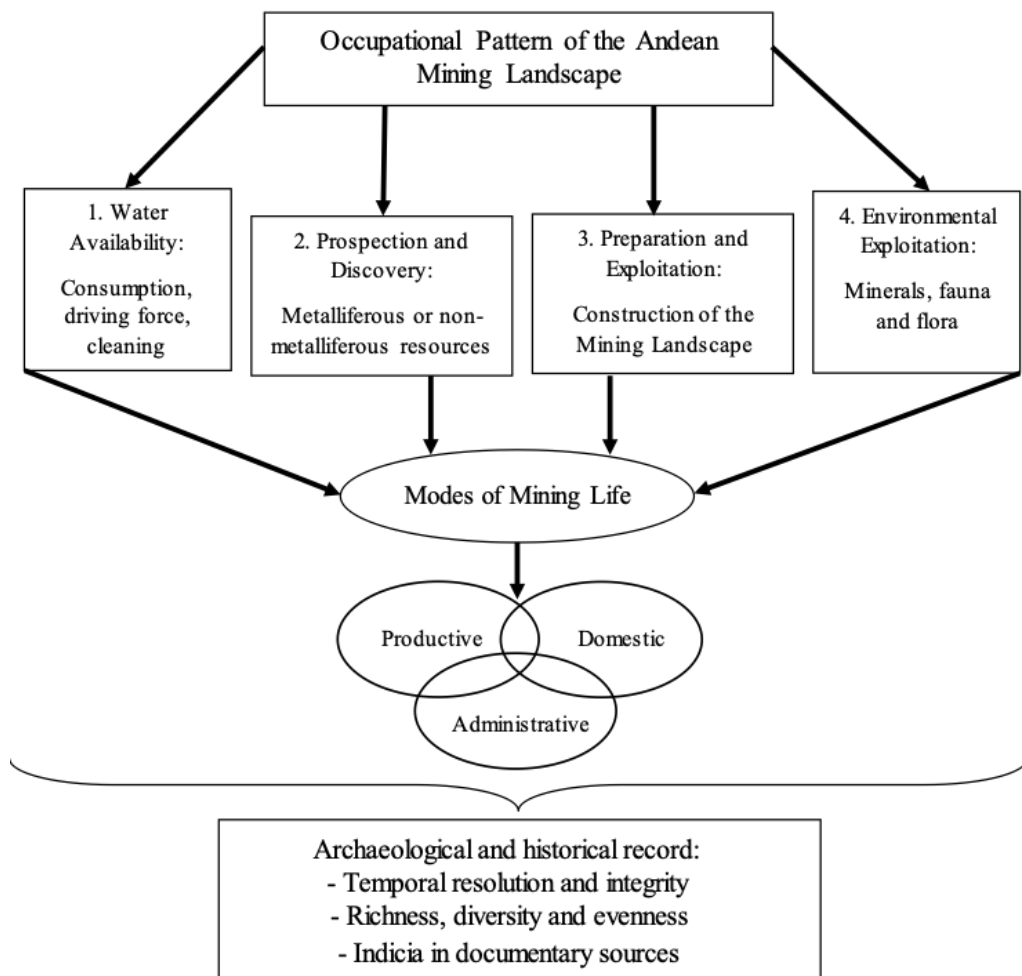 Occupational Pattern of the Andean
Mining Landscape
1. Water
Availability:
Consumption,
driving force,
cleaning
2. Prospection and
Discovery:
Metalliferous or non-
metalliferous resources
3. Preparation and
Exploitation:
Construction of the
Mining Landscape
4. Environmental
Exploitation:
Minerals, fauna
and flora
Modes of Mining Life
Productive
Domestic
Administrative
Archaeological and historical record:
- Temporal resolution and integrity
- Richness, diversity and evenness
- Indicia in documentary sources